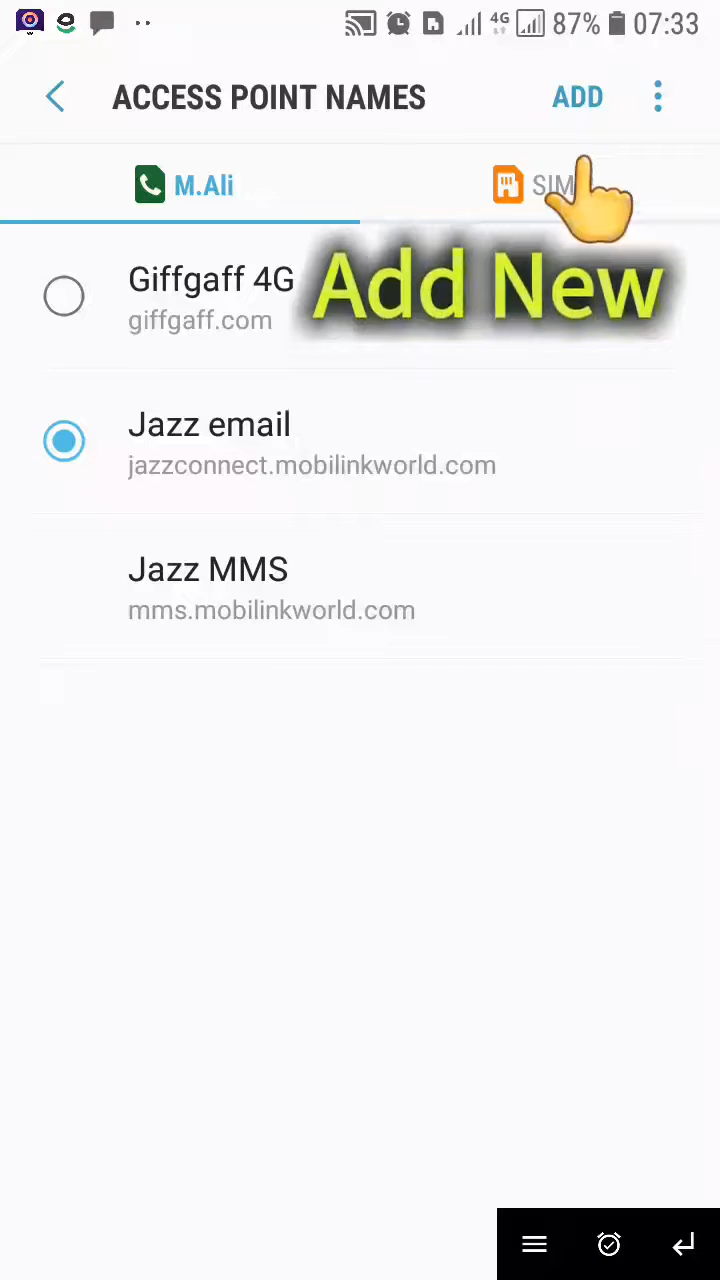 4G 87% 07:33
ACCESS POINT NAMES ADD
M.Ali SIM
Giffgaff 4G
giffgaff.com
Add New
Jazz email
jazzconnect.mobilinkworld.com
Jazz MMS
mms.mobilinkworld.com